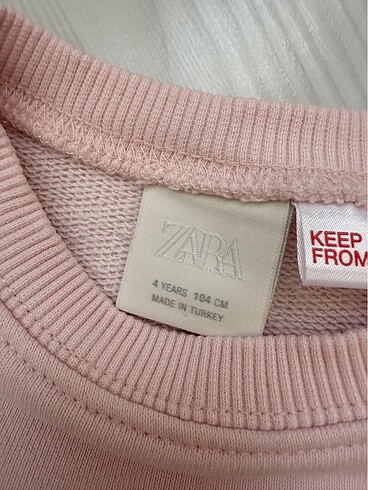 ZARA
4 YEARS 104 CM
MADE IN TURKEY
KEEP
FROM